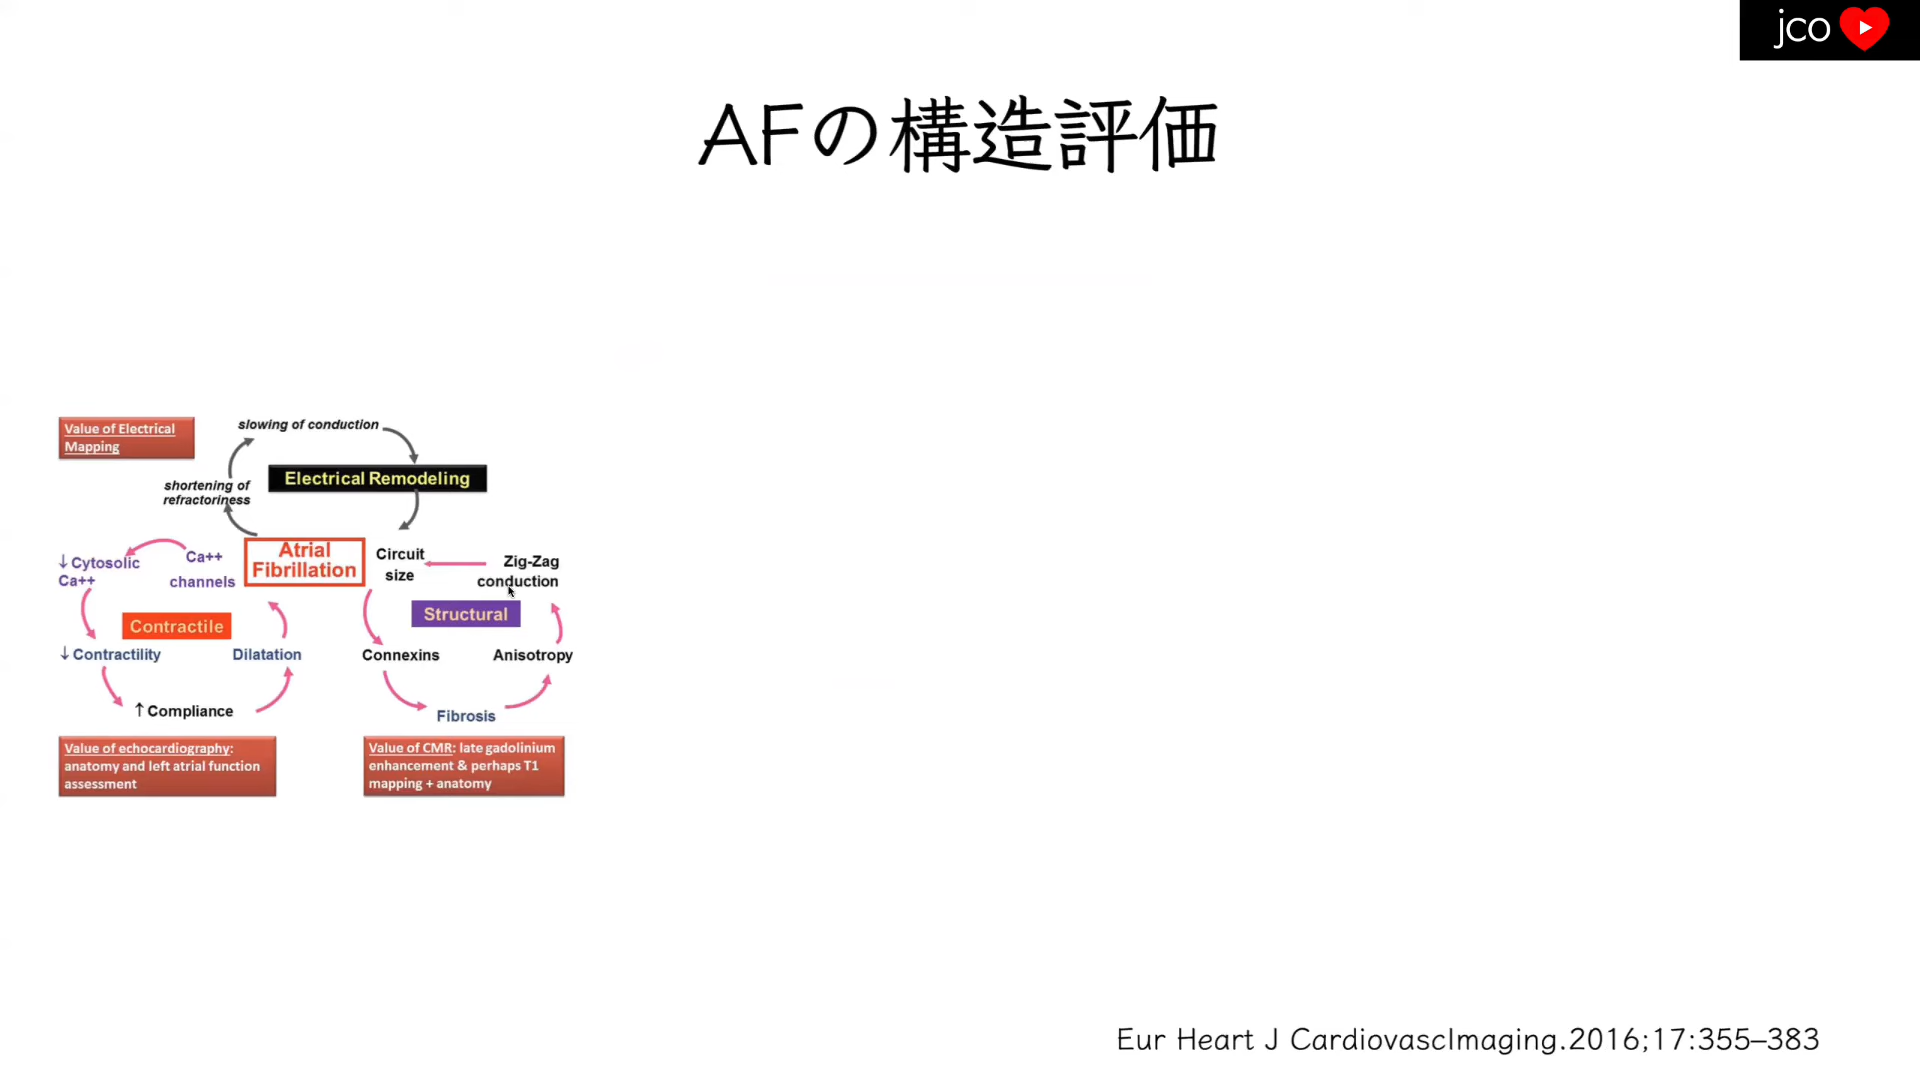 jco
AFの構造評価
Value of Electrical
Mapping
slowing of conduction
Electrical Remodeling
shortening of
refractoriness
Atrial
Fibrillation
Circuit
size
Zig-Zag
conduction
↓Cytosolic
Ca++
Ca++
channels
Contractile
Structural
↓Contractility
Dilatation
Connexins
Anisotropy
↑Compliance
Fibrosis
Value of echocardiography:
anatomy and left atrial function
assessment
Value of CMR: late gadolinium
enhancement & perhaps T1
mapping + anatomy
Eur Heart J CardiovascImaging.2016;17:355–383